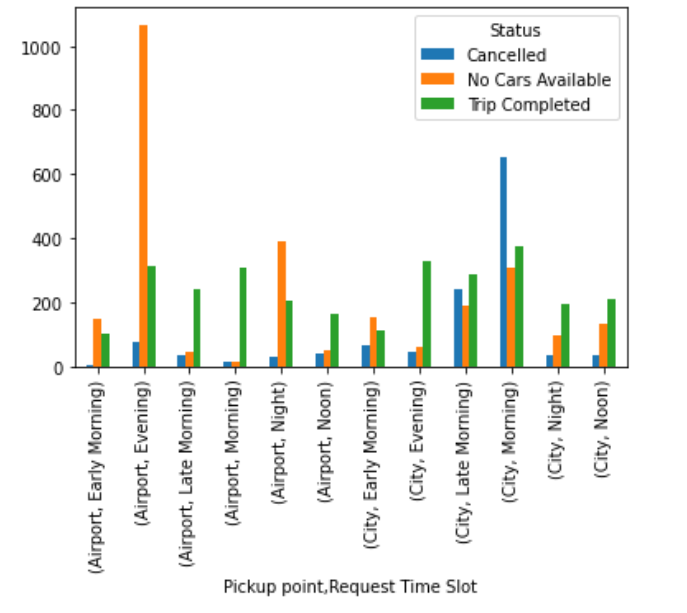 1000
800
600
400
200
0
Status
Cancelled
No Cars Available
Trip Completed
(Airport, Early Morning)
(Airport, Evening)
(Airport, Late Morning)
(Airport, Morning)
(Airport, Night)
(Airport, Noon)
(City, Early Morning)
(City, Evening)
(City, Late Morning)
(City, Morning)
(City, Night)
(City, Noon)
Pickup point,Request Time Slot